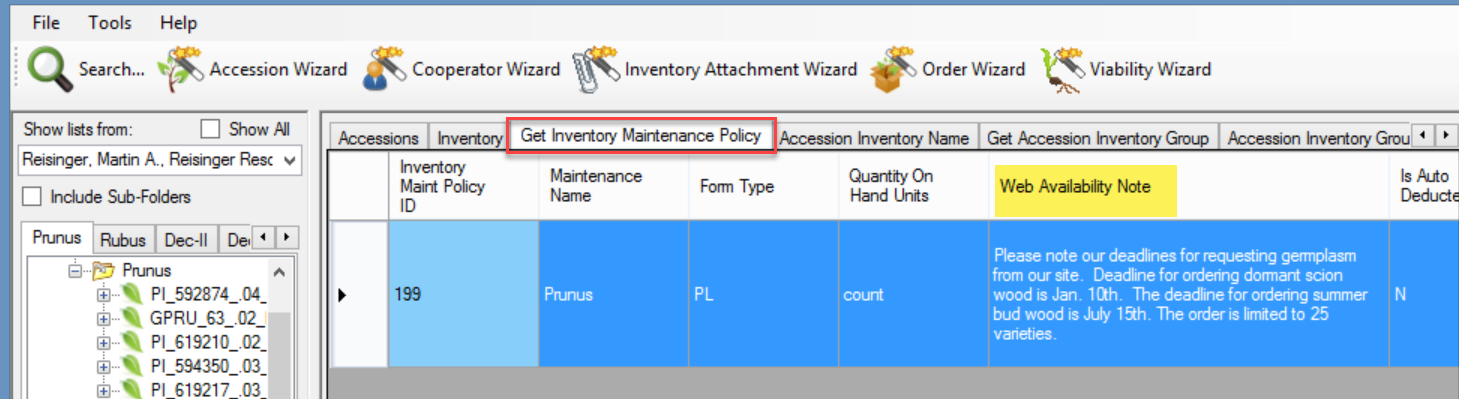 File Tools Help
Search... Accession Wizard Cooperator Wizard Inventory Attachment Wizard Order Wizard Viability Wizard
Show lists from: Show All
Reisinger, Martin A., Reisinger Resc
Include Sub-Folders
Prunus Rubus Dec-II
Prunus
PI_592874_.04_
GPRU_63_.02_
PI_619210_.02_
PI_594350_.03_
PI_619217_.03_
Accessions Inventory Get Inventory Maintenance Policy Accession Inventory Name Get Accession Inventory Group Accession Inventory Grou
Inventory
Maint Policy
ID
Maintenance
Name
Form Type
Quantity On
Hand Units
Web Availability Note
Is Auto
Deducte
199
Prunus
PL
count
Please note our deadlines for requesting germplasm
from our site. Deadline for ordering dormant scion
wood is Jan. 10th. The deadline for ordering summer
bud wood is July 15th. The order is limited to 25
varieties.
N